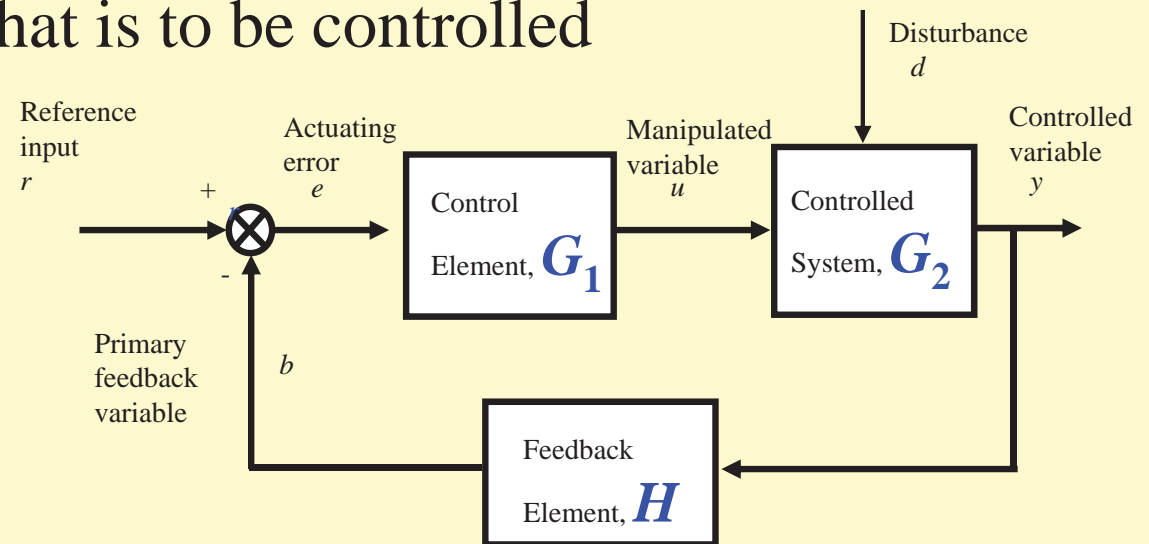 hat is to be controlled
Disturbance
d
Reference
input
r
Actuating
error
e
Manipulated
variable
u
Controlled
variable
y
+
-
Control
Element, G1
Controlled
System, G2
Primary
feedback
variable
b
Feedback
Element, H